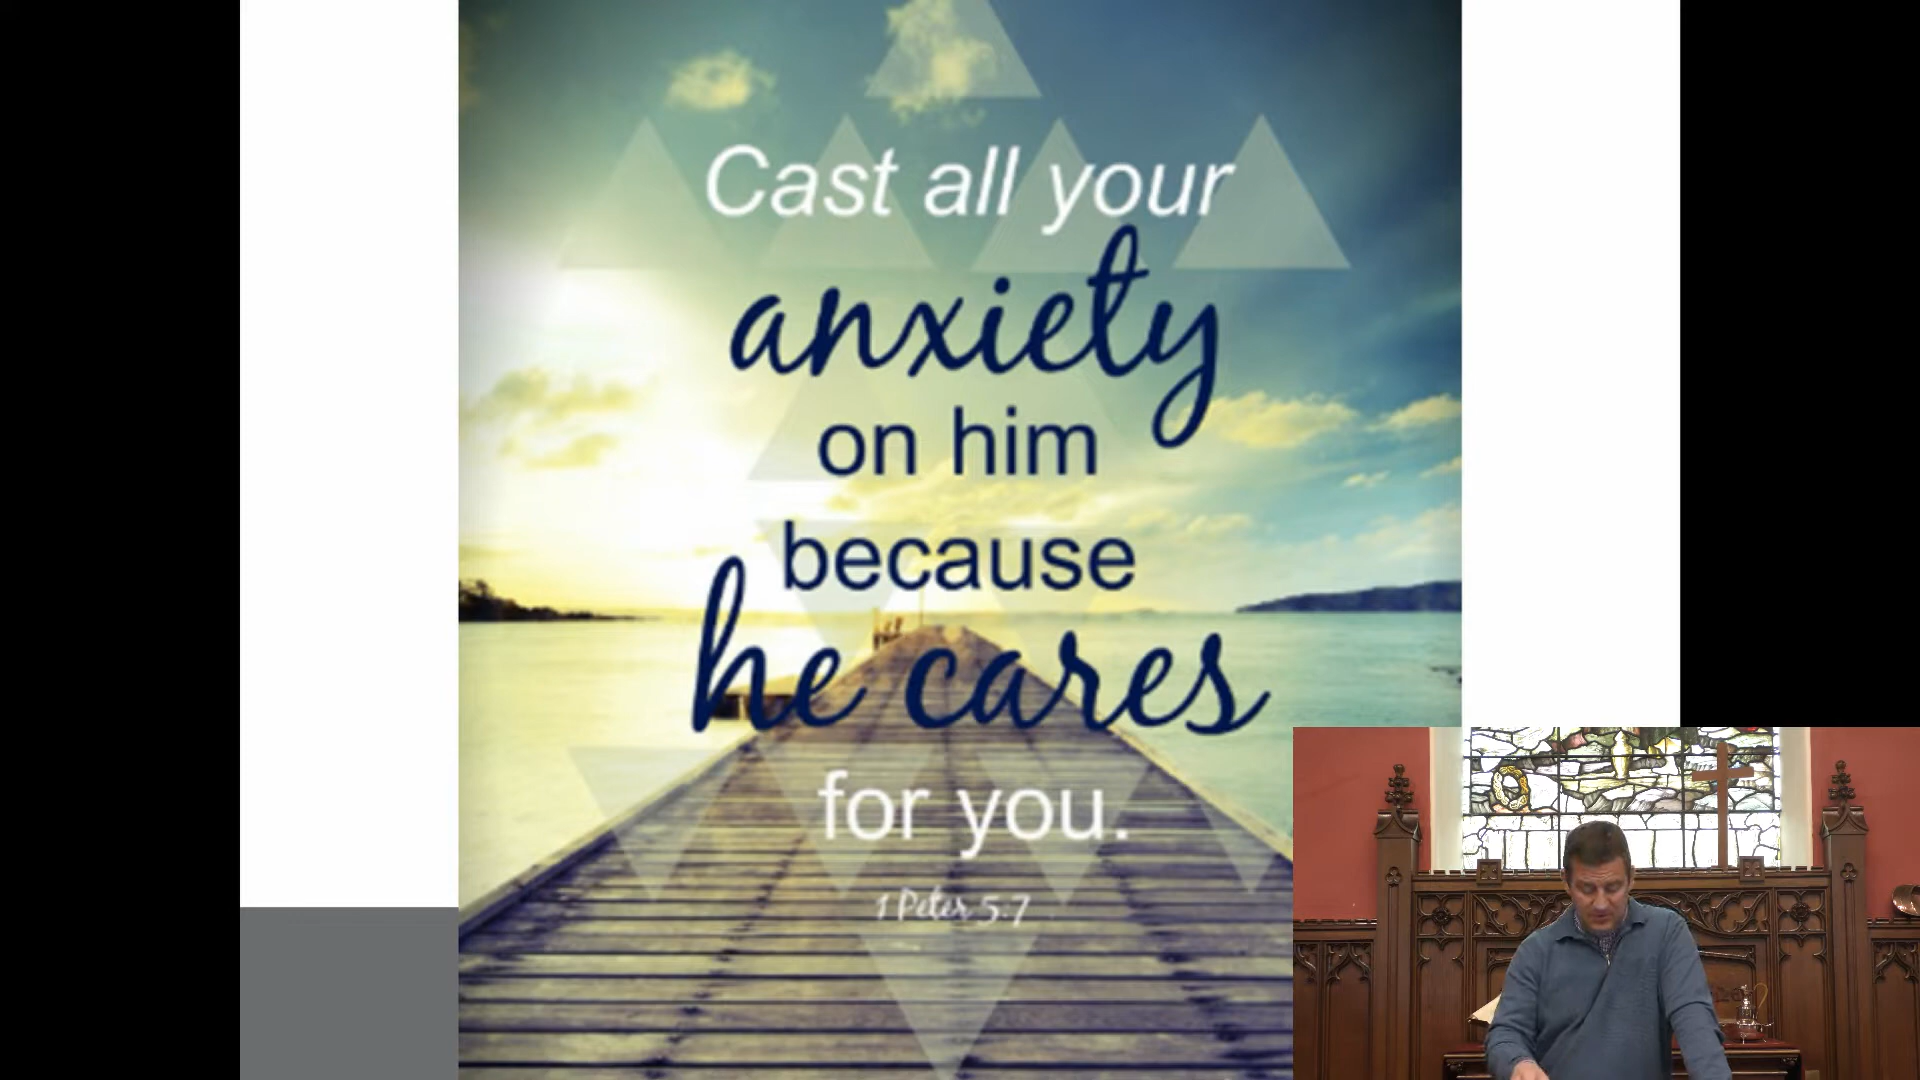 Cast all your
anxiety
on him
because
he cares
for you.
1 Peter 5:7